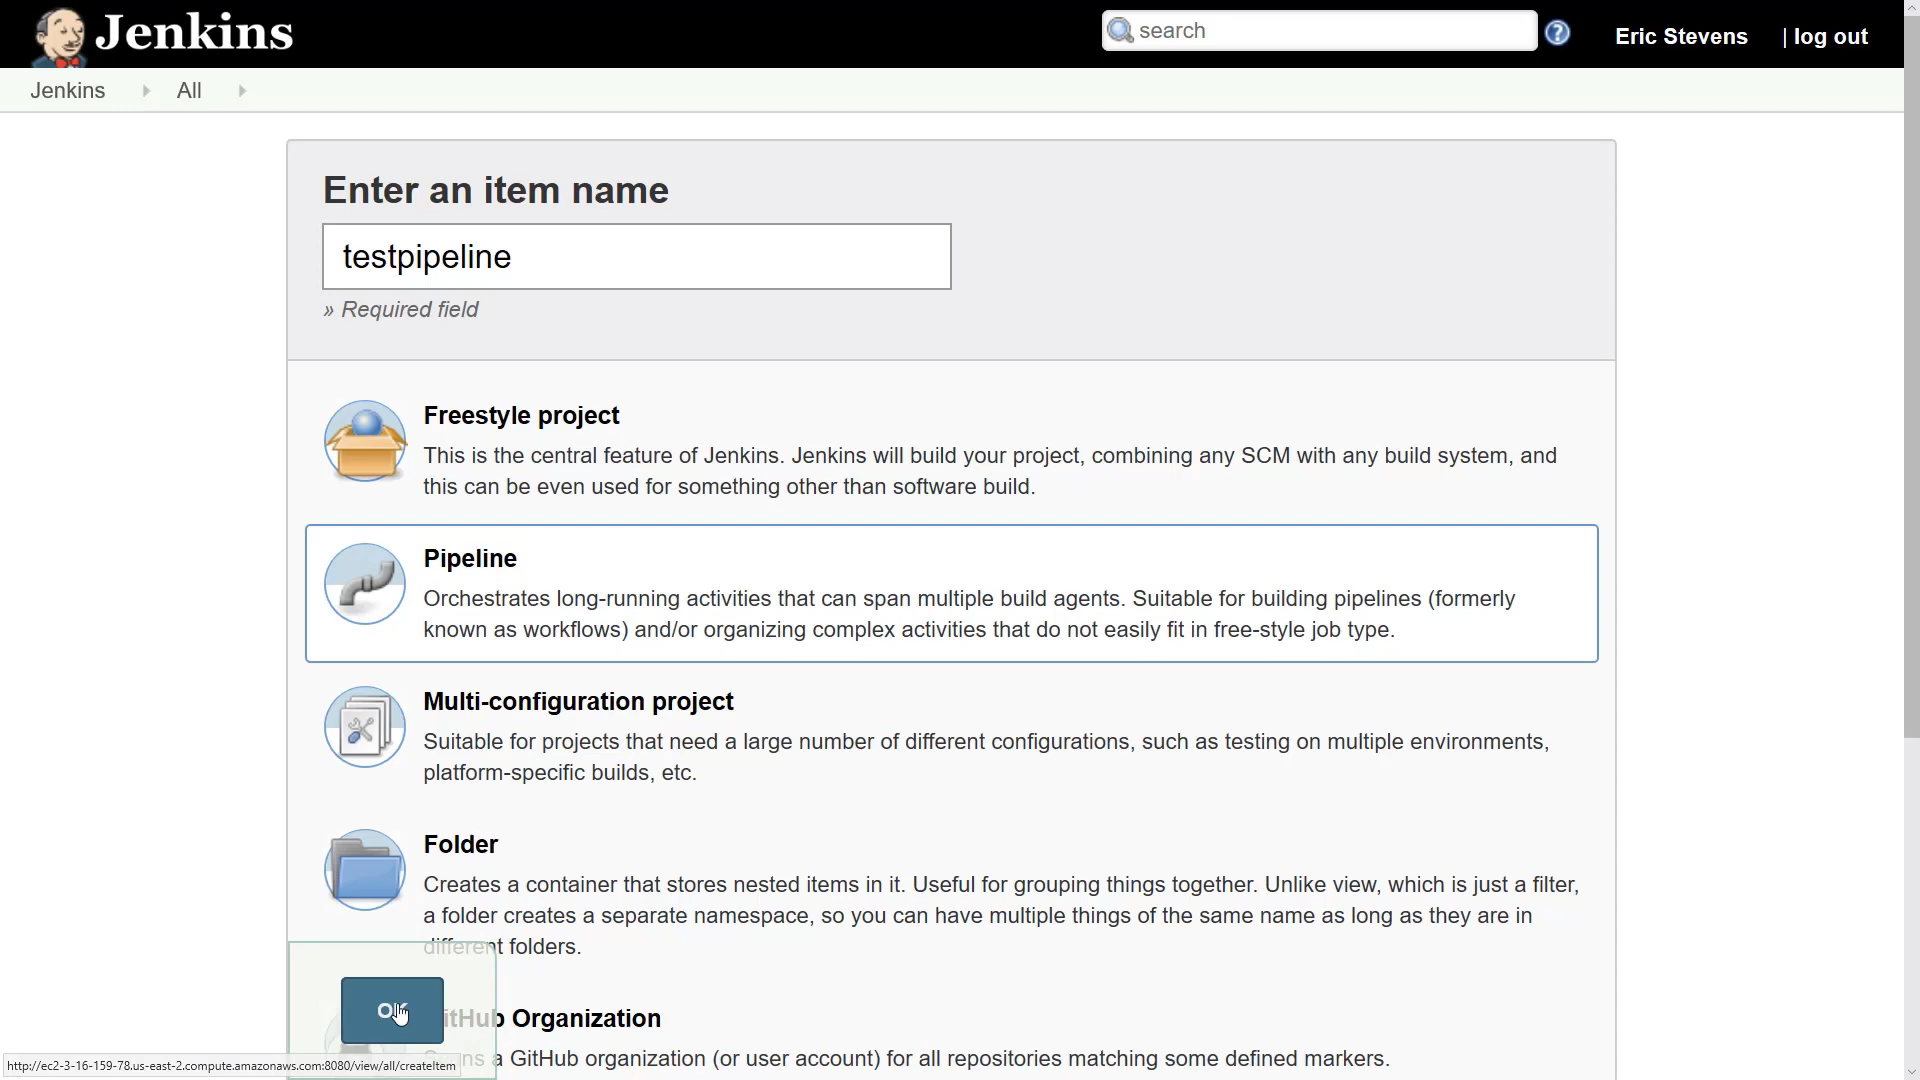 Jenkins
search
?
Eric Stevens
| log out
Jenkins
All
Enter an item name
testpipeline
» Required field
Freestyle project
This is the central feature of Jenkins. Jenkins will build your project, combining any SCM with any build system, and
this can be even used for something other than software build.
Pipeline
Orchestrates long-running activities that can span multiple build agents. Suitable for building pipelines (formerly
known as workflows) and/or organizing complex activities that do not easily fit in free-style job type.
Multi-configuration project
Suitable for projects that need a large number of different configurations, such as testing on multiple environments,
platform-specific builds, etc.
Folder
Creates a container that stores nested items in it. Useful for grouping things together. Unlike view, which is just a filter,
a folder creates a separate namespace, so you can have multiple things of the same name as long as they are in
different folders.
OK
GitHub Organization
Scans a GitHub organization (or user account) for all repositories matching some defined markers.
http://ec2-3-16-159-78.us-east-2.compute.amazonaws.com:8080/view/all/createItem